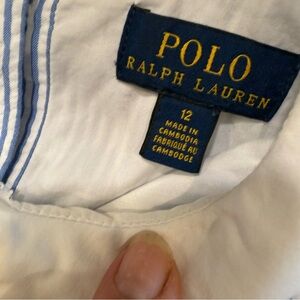 POLO
RALPH LAUREN
12
MADE IN
CAMBODIA
FABRIQUÉ AU
CAMBODGE